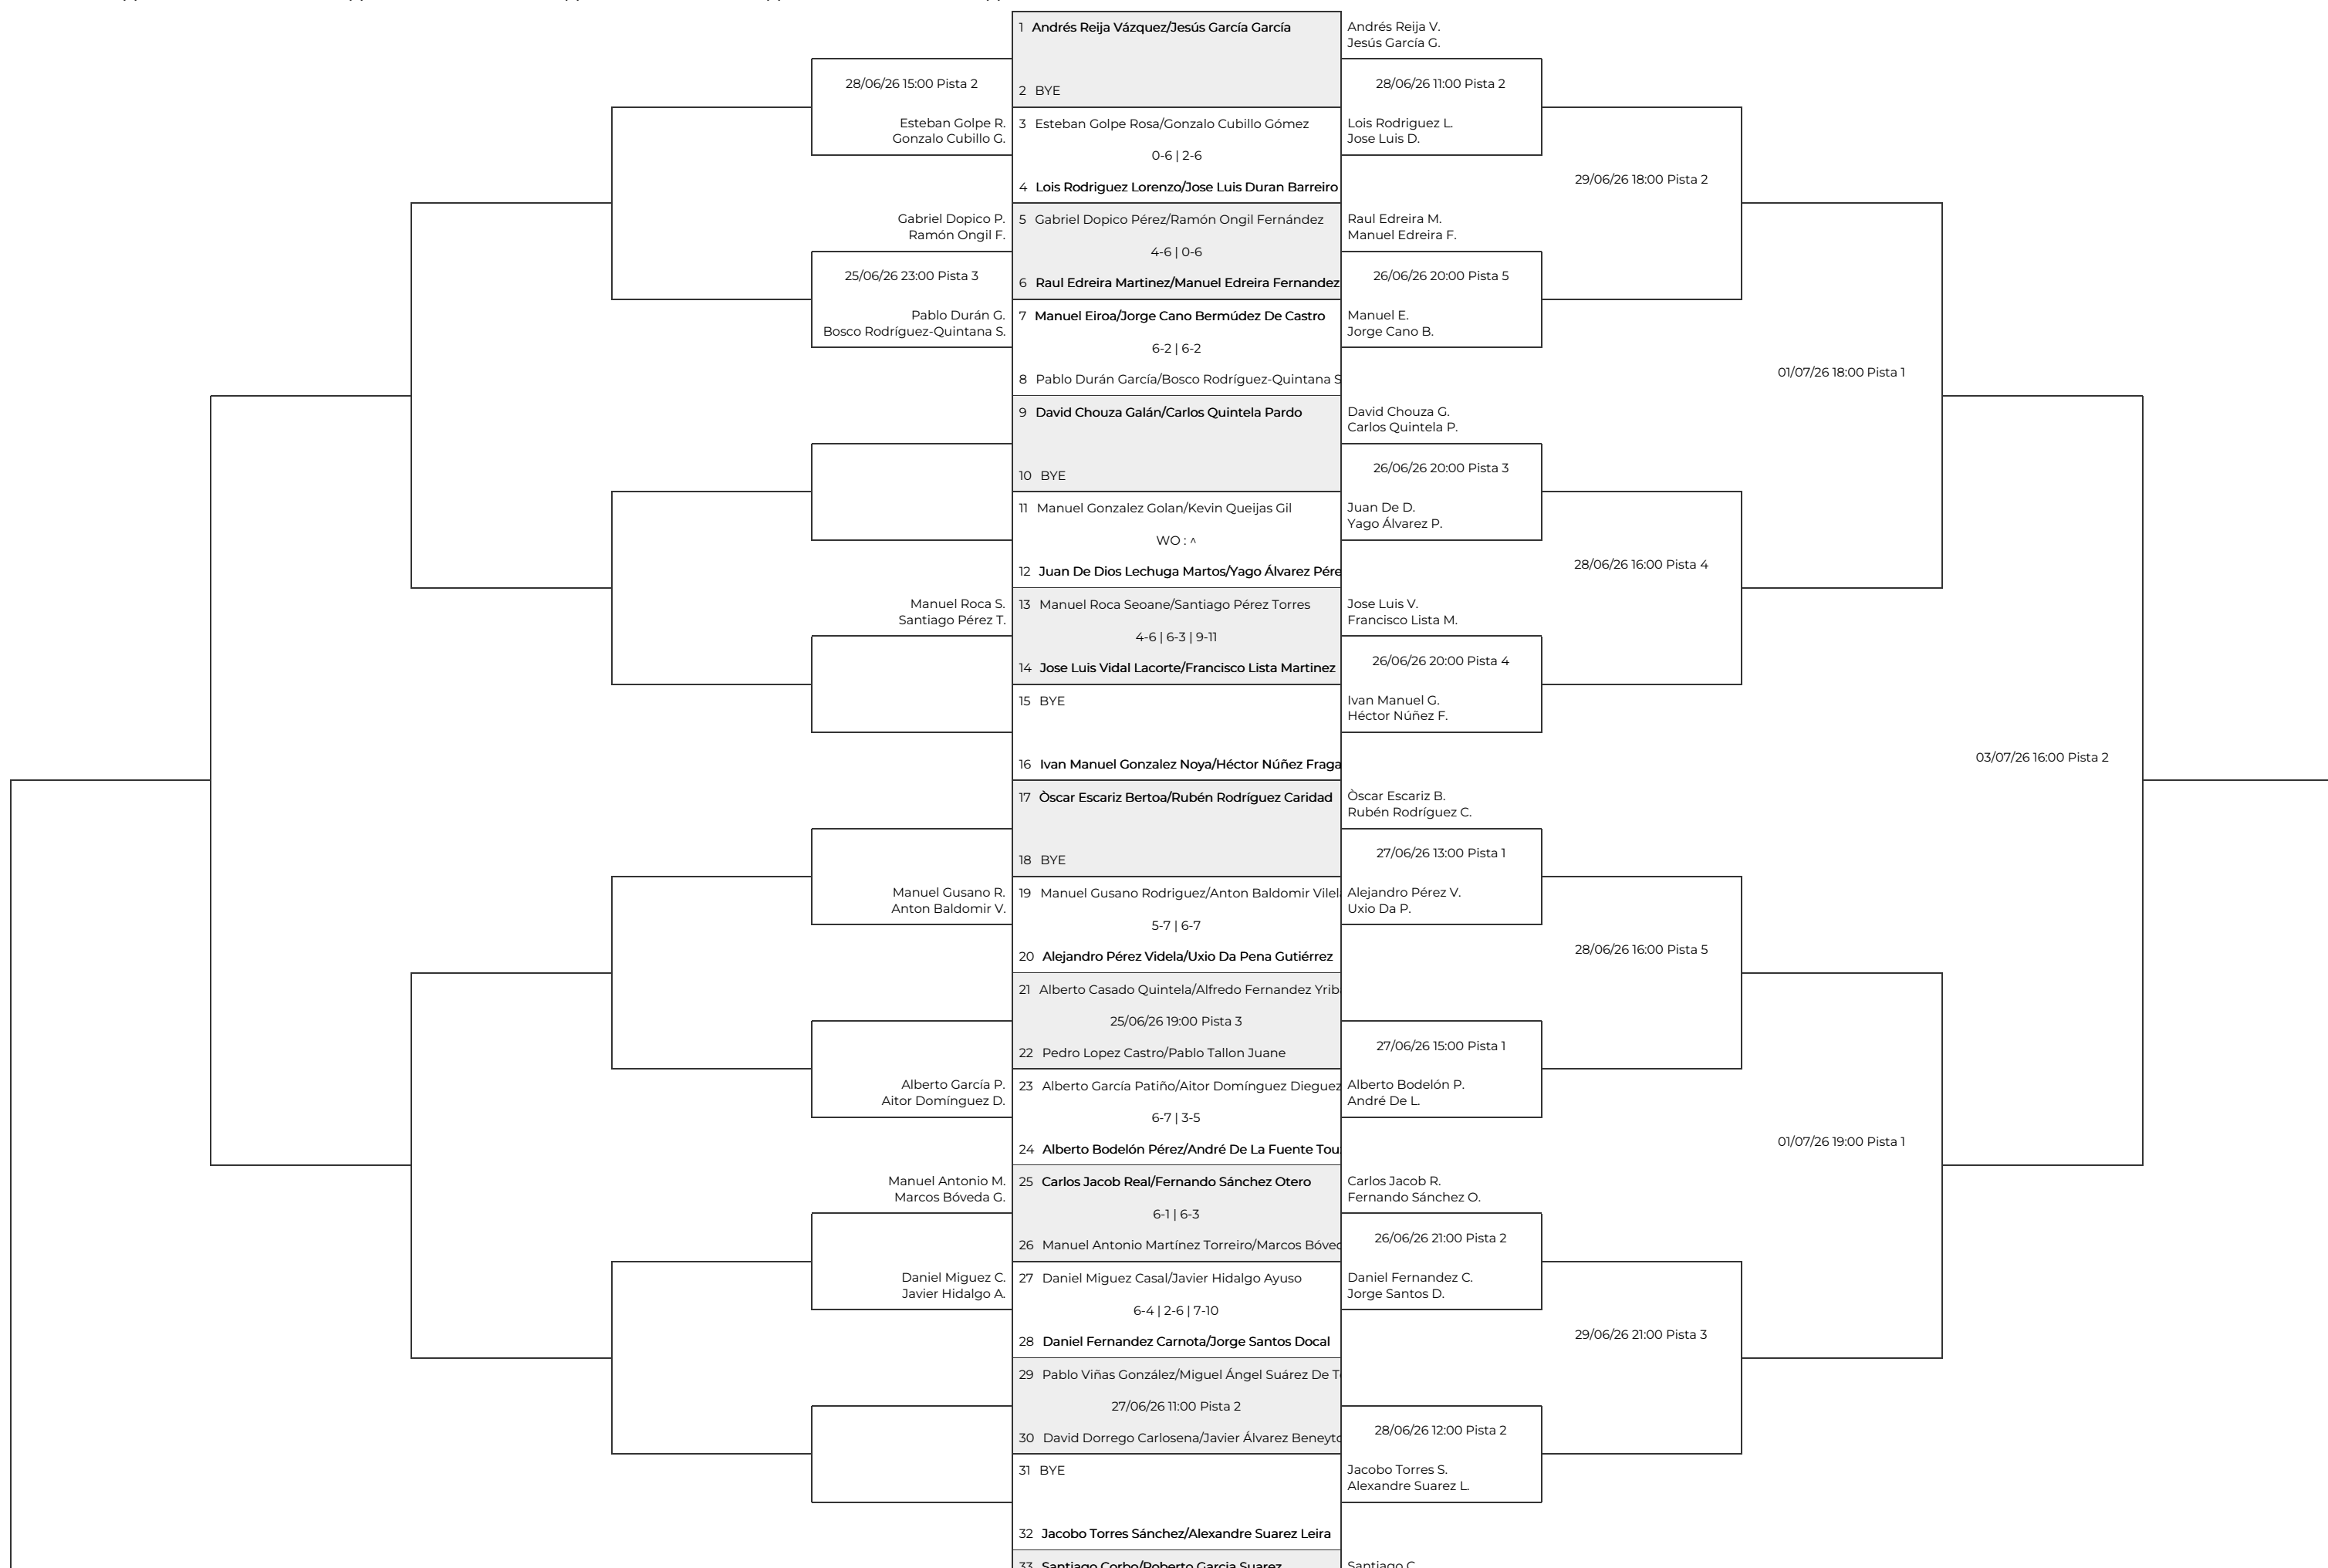 1 Andrés Reija Vázquez/Jesús García García
2 BYE
3 Esteban Golpe Rosa/Gonzalo Cubillo Gómez
0-6 | 2-6
4 Lois Rodriguez Lorenzo/Jose Luis Duran Barreiro
5 Gabriel Dopico Pérez/Ramón Ongil Fernández
4-6 | 0-6
6 Raul Edreira Martinez/Manuel Edreira Fernandez
7 Manuel Eiroa/Jorge Cano Bermúdez De Castro
6-2 | 6-2
8 Pablo Durán García/Bosco Rodríguez-Quintana S
9 David Chouza Galán/Carlos Quintela Pardo
10 BYE
11 Manuel Gonzalez Golan/Kevin Queijas Gil
WO : ^
12 Juan De Dios Lechuga Martos/Yago Álvarez Pére
13 Manuel Roca Seoane/Santiago Pérez Torres
4-6 | 6-3 | 9-11
14 Jose Luis Vidal Lacorte/Francisco Lista Martinez
15 BYE
16 Ivan Manuel Gonzalez Noya/Héctor Núñez Fraga
17 Òscar Escariz Bertoa/Rubén Rodríguez Caridad
18 BYE
19 Manuel Gusano Rodriguez/Anton Baldomir Vilel
5-7 | 6-7
20 Alejandro Pérez Videla/Uxio Da Pena Gutiérrez
21 Alberto Casado Quintela/Alfredo Fernandez Yrib
25/06/26 19:00 Pista 3
22 Pedro Lopez Castro/Pablo Tallon Juane
23 Alberto García Patiño/Aitor Domínguez Dieguez
6-7 | 3-5
24 Alberto Bodelón Pérez/André De La Fuente Tou
25 Carlos Jacob Real/Fernando Sánchez Otero
6-1 | 6-3
26 Manuel Antonio Martínez Torreiro/Marcos Bóved
27 Daniel Miguez Casal/Javier Hidalgo Ayuso
6-4 | 2-6 | 7-10
28 Daniel Fernandez Carnota/Jorge Santos Docal
29 Pablo Viñas González/Miguel Ángel Suárez De T
27/06/26 11:00 Pista 2
30 David Dorrego Carlosena/Javier Álvarez Beneyto
31 BYE
32 Jacobo Torres Sánchez/Alexandre Suarez Leira
33 Santiago Corbo/Roberto Garcia Suarez
28/06/26 15:00 Pista 2
Esteban Golpe R.
Gonzalo Cubillo G.
Gabriel Dopico P.
Ramón Ongil F.
25/06/26 23:00 Pista 3
Pablo Durán G.
Bosco Rodríguez-Quintana S.
Manuel Roca S.
Santiago Pérez T.
Manuel Gusano R.
Anton Baldomir V.
Alberto García P.
Aitor Domínguez D.
Manuel Antonio M.
Marcos Bóveda G.
Daniel Miguez C.
Javier Hidalgo A.
Andrés Reija V.
Jesús García G.
28/06/26 11:00 Pista 2
Lois Rodriguez L.
Jose Luis D.
Raul Edreira M.
Manuel Edreira F.
26/06/26 20:00 Pista 5
Manuel E.
Jorge Cano B.
David Chouza G.
Carlos Quintela P.
26/06/26 20:00 Pista 3
Juan De D.
Yago Álvarez P.
Jose Luis V.
Francisco Lista M.
26/06/26 20:00 Pista 4
Ivan Manuel G.
Héctor Núñez F.
Òscar Escariz B.
Rubén Rodríguez C.
27/06/26 13:00 Pista 1
Alejandro Pérez V.
Uxio Da P.
27/06/26 15:00 Pista 1
Alberto Bodelón P.
André De L.
Carlos Jacob R.
Fernando Sánchez O.
26/06/26 21:00 Pista 2
Daniel Fernandez C.
Jorge Santos D.
28/06/26 12:00 Pista 2
Jacobo Torres S.
Alexandre Suarez L.
Santiago C.
29/06/26 18:00 Pista 2
28/06/26 16:00 Pista 4
28/06/26 16:00 Pista 5
29/06/26 21:00 Pista 3
01/07/26 18:00 Pista 1
01/07/26 19:00 Pista 1
03/07/26 16:00 Pista 2